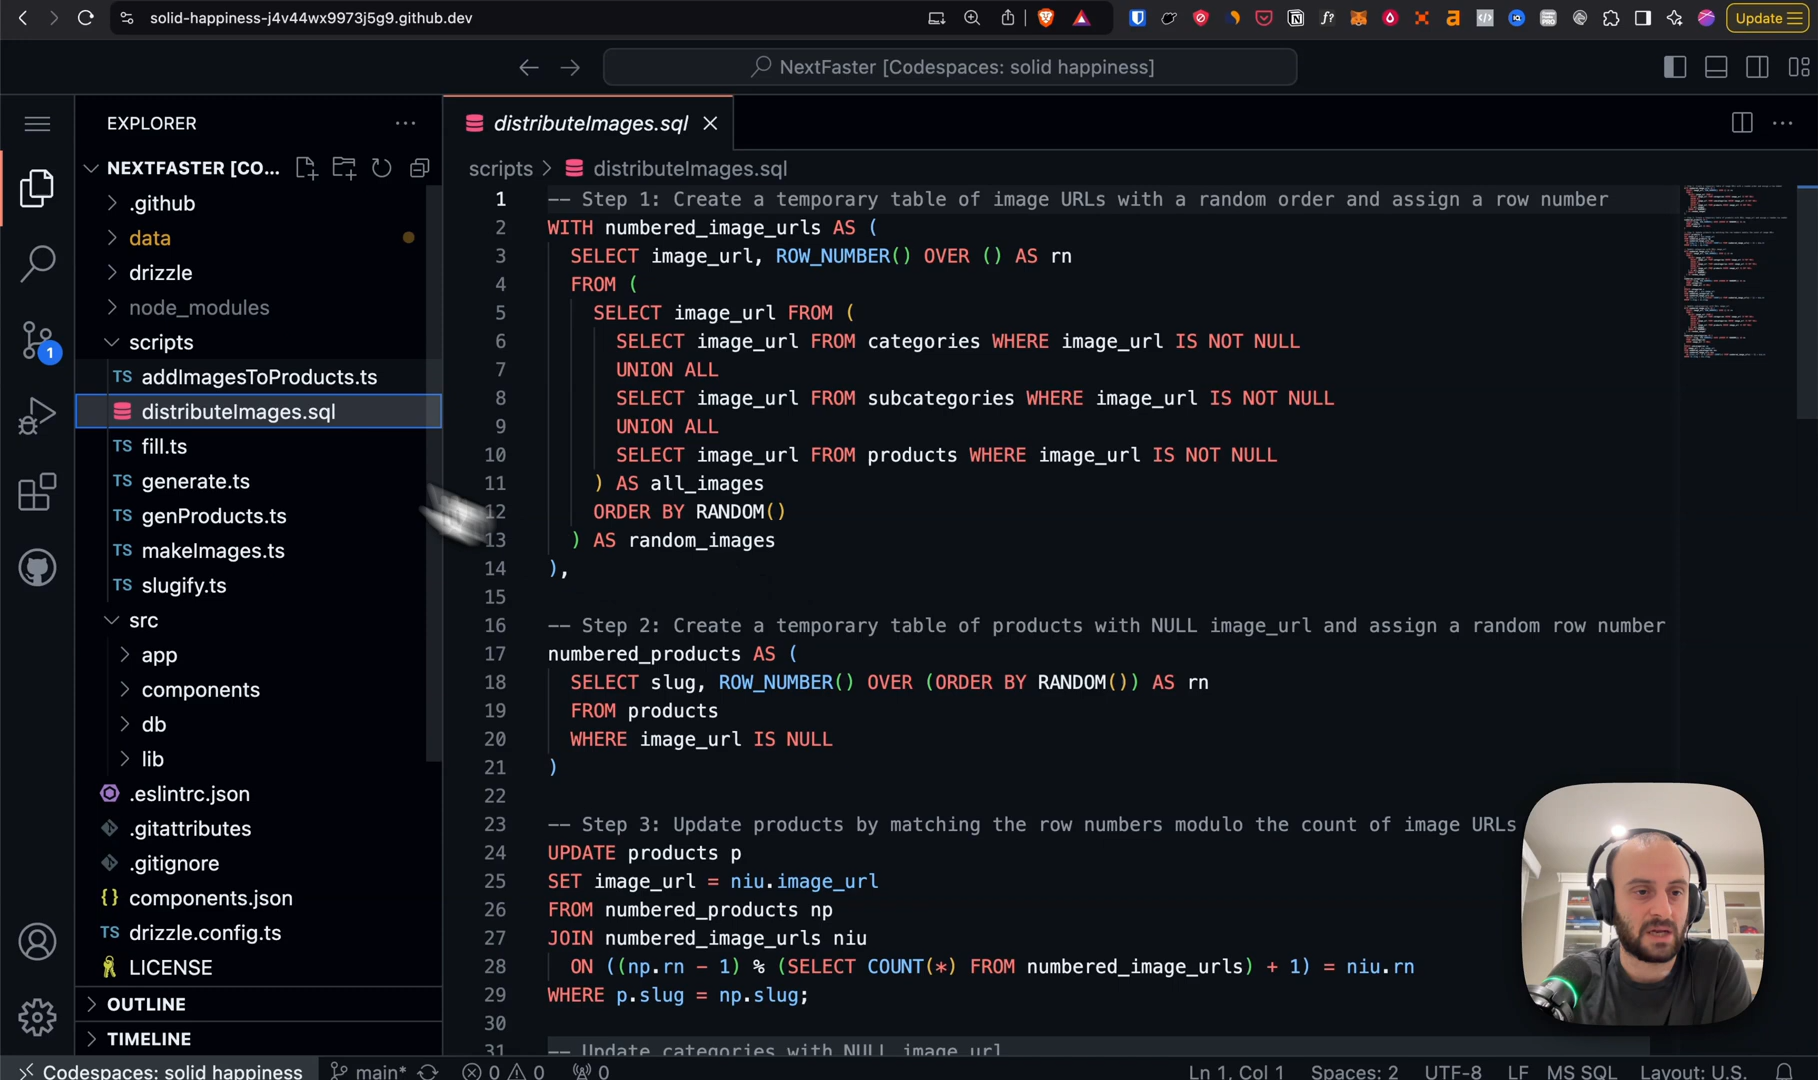 solid-happiness-j4v44wx9973j5g9.github.dev
Update
NextFaster [Codespaces: solid happiness]
EXPLORER
distributeImages.sql
NEXTFASTER [CO...
scripts > distributeImages.sql
.github
data
drizzle
node_modules
scripts
TS addImagesToProducts.ts
distributeImages.sql
TS fill.ts
TS generate.ts
TS genProducts.ts
TS makeImages.ts
TS slugify.ts
src
app
components
db
lib
.eslintrc.json
.gitattributes
.gitignore
{} components.json
TS drizzle.config.ts
LICENSE
OUTLINE
TIMELINE
1
1 -- Step 1: Create a temporary table of image URLs with a random order and assign a row number
2 WITH numbered_image_urls AS (
3 SELECT image_url, ROW_NUMBER() OVER () AS rn
4 FROM (
5 SELECT image_url FROM (
6 SELECT image_url FROM categories WHERE image_url IS NOT NULL
7 UNION ALL
8 SELECT image_url FROM subcategories WHERE image_url IS NOT NULL
9 UNION ALL
10 SELECT image_url FROM products WHERE image_url IS NOT NULL
11 ) AS all_images
12 ORDER BY RANDOM()
13 ) AS random_images
14 ),
15
16 -- Step 2: Create a temporary table of products with NULL image_url and assign a random row number
17 numbered_products AS (
18 SELECT slug, ROW_NUMBER() OVER (ORDER BY RANDOM()) AS rn
19 FROM products
20 WHERE image_url IS NULL
21 )
22
23 -- Step 3: Update products by matching the row numbers modulo the count of image URLs
24 UPDATE products p
25 SET image_url = niu.image_url
26 FROM numbered_products np
27 JOIN numbered_image_urls niu
28 ON ((np.rn - 1) % (SELECT COUNT(*) FROM numbered_image_urls) + 1) = niu.rn
29 WHERE p.slug = np.slug;
30
31 -- Update categories with NULL image_url
Codespaces: solid happiness main* 0 0 0 Ln 1, Col 1 Spaces: 2 UTF-8 LF MS SQL Layout: U.S.